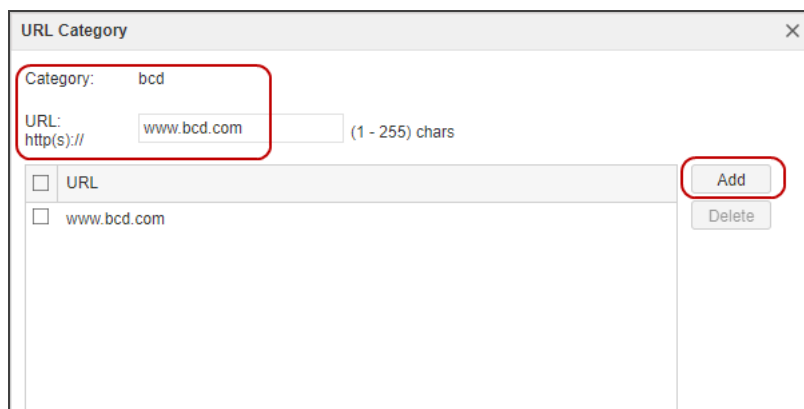 URL Category
Category: bcd
URL:
http(s):// www.bcd.com (1 - 255) chars
URL Add
www.bcd.com Delete